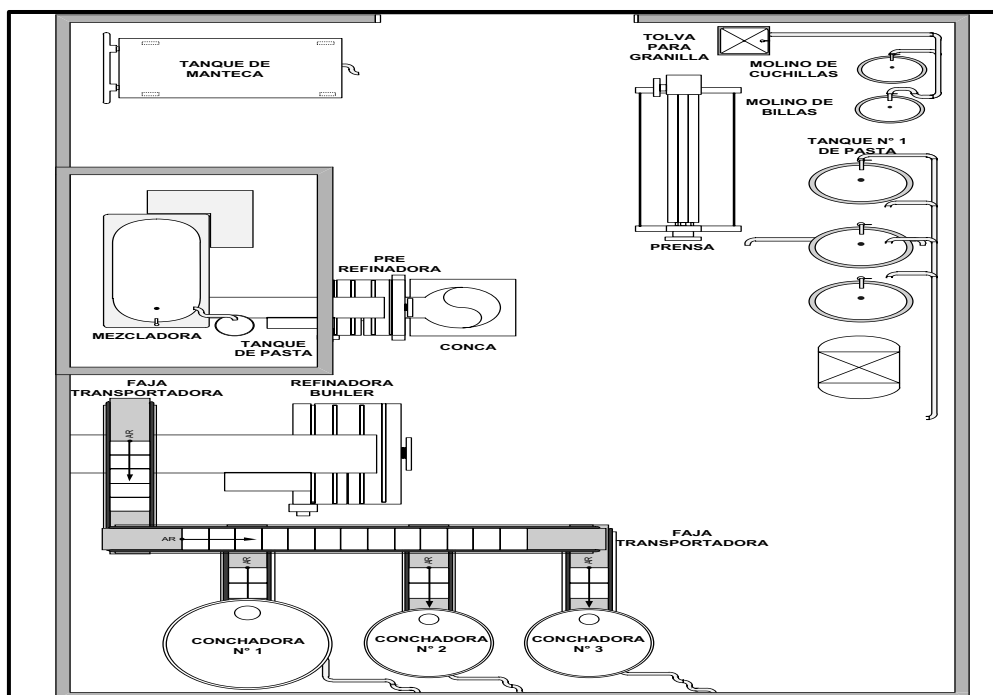 TANQUE DE
MANTECA
TOLVA
PARA
GRANILLA
MOLINO DE
CUCHILLAS
MOLINO DE
BILLAS
TANQUE N° 1
DE PASTA
PRENSA
PRE
REFINADORA
MEZCLADORA
TANQUE
DE PASTA
CONCA
FAJA
TRANSPORTADORA
REFINADORA
BUHLER
AR
AR
FAJA
TRANSPORTADORA
AR
AR
AR
CONCHADORA
N° 1
CONCHADORA
N° 2
CONCHADORA
N° 3